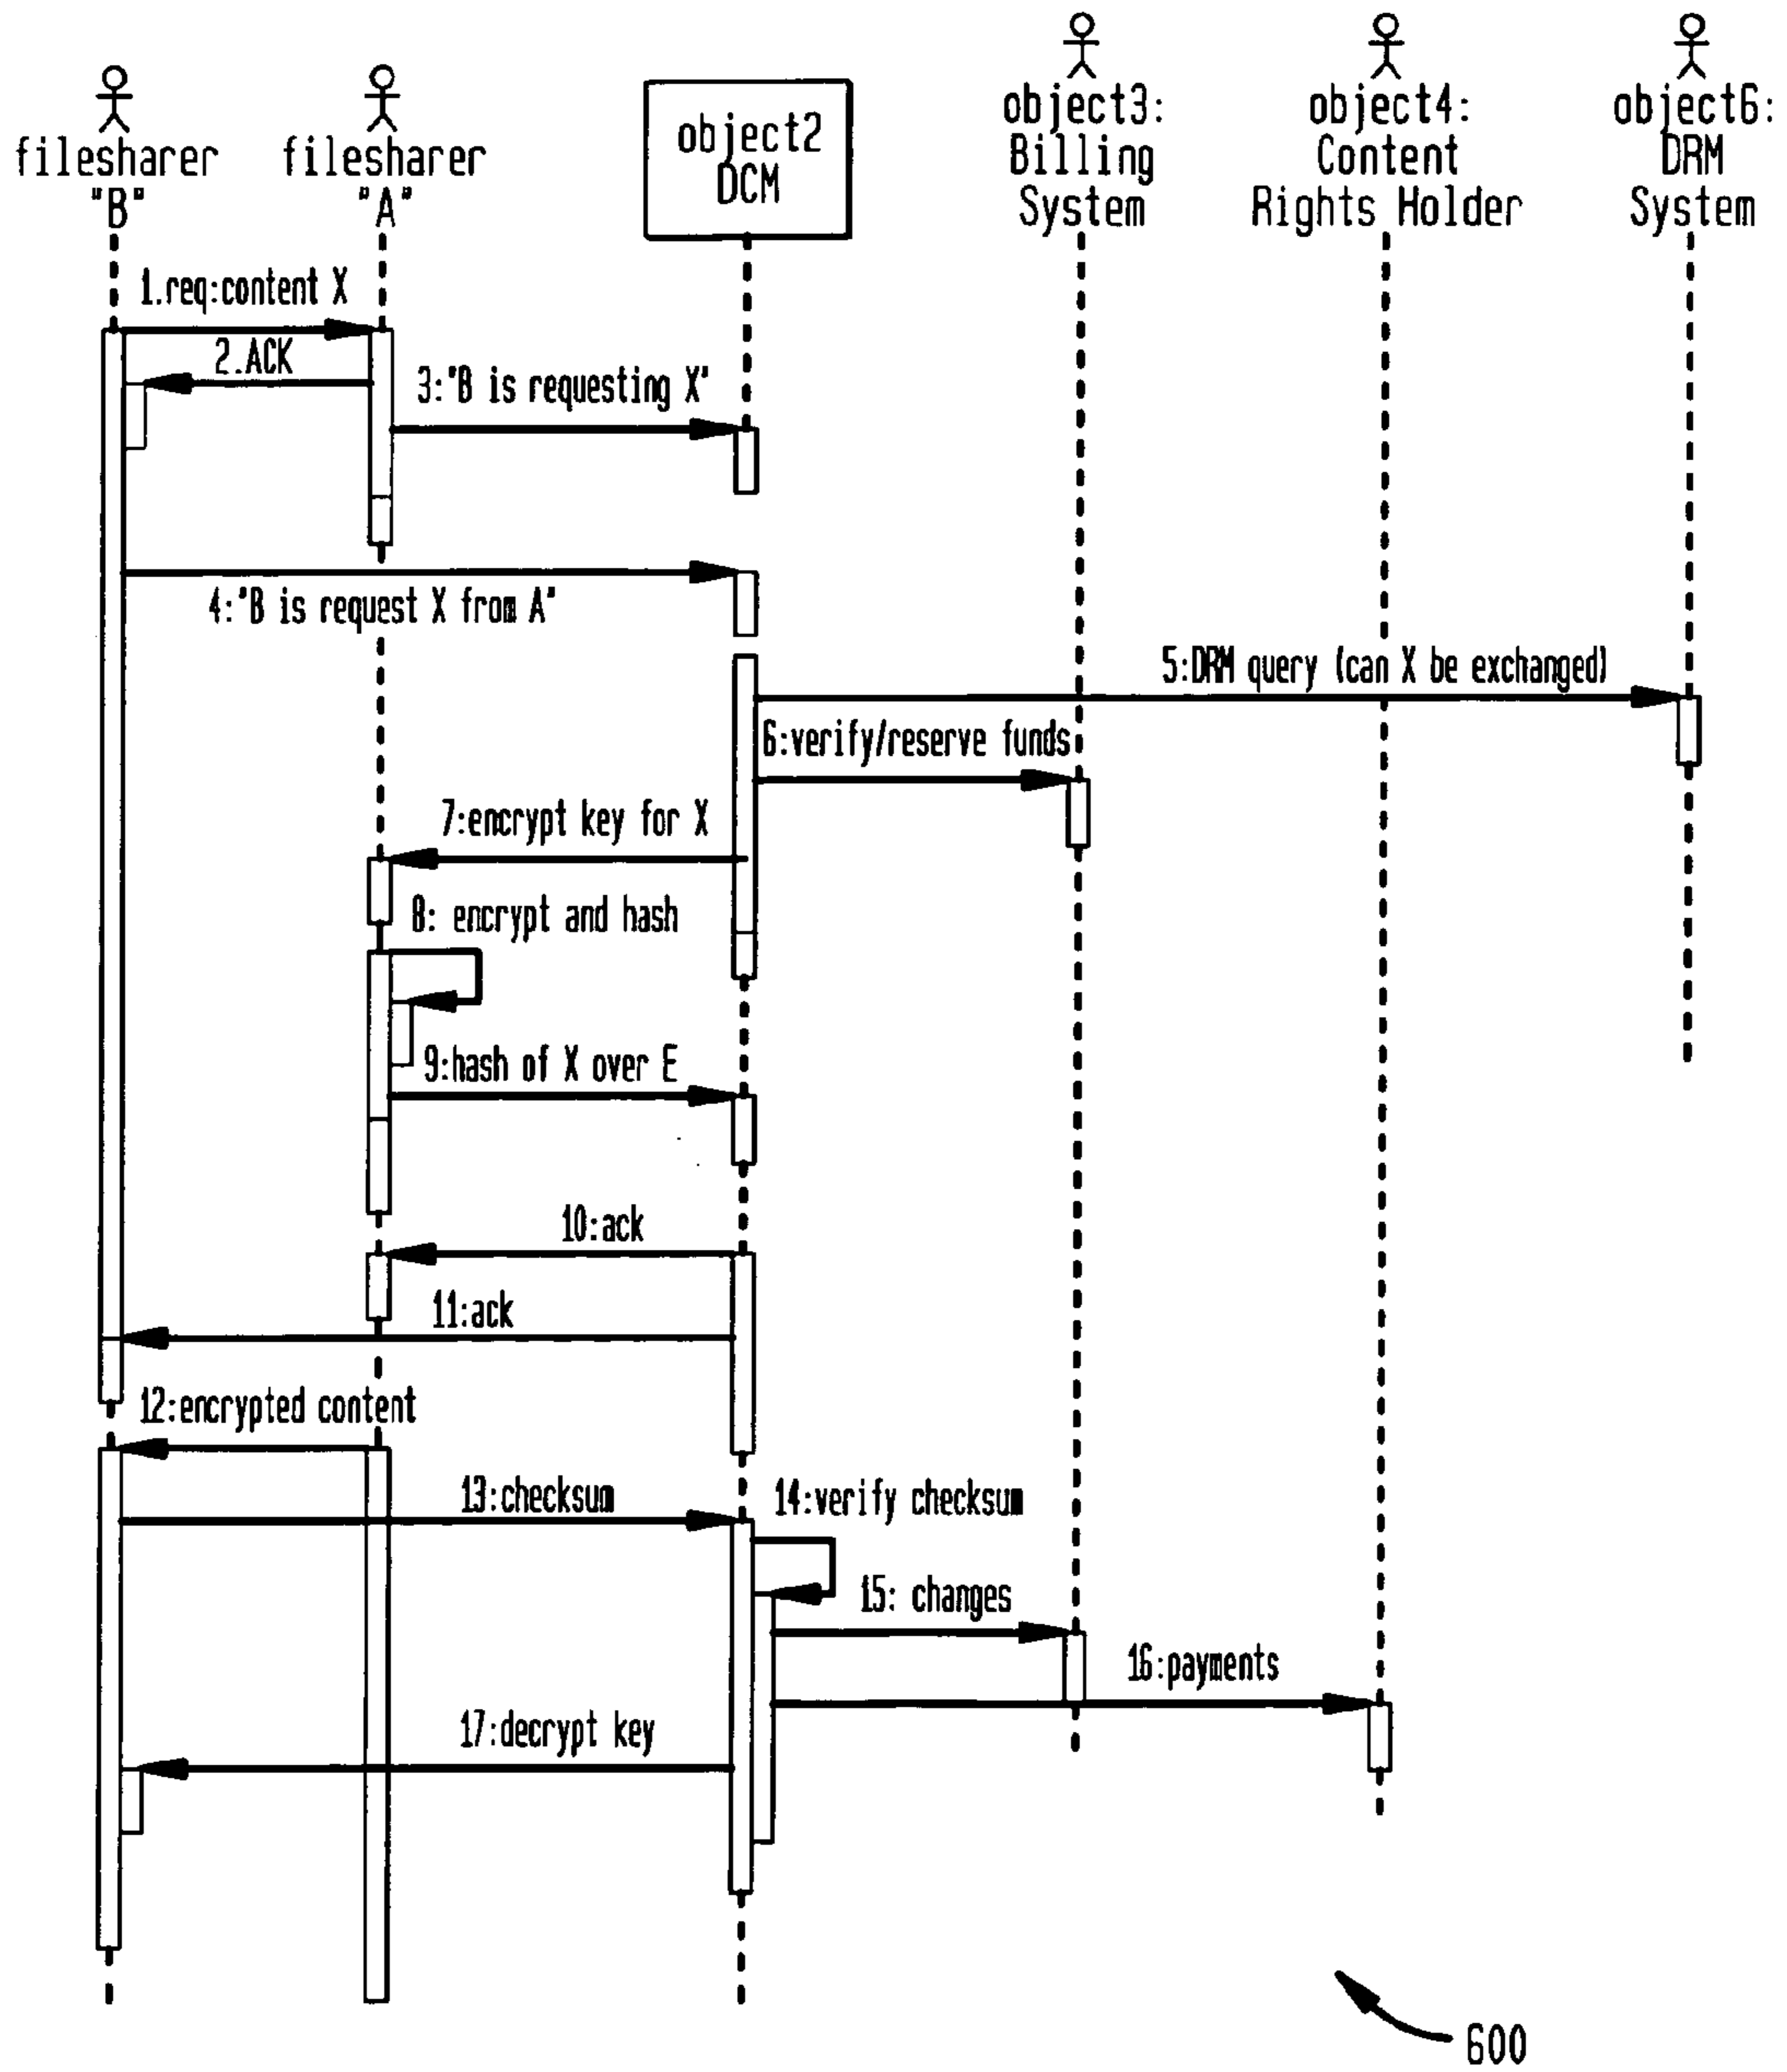 filesharer
"B"
filesharer
"A"
object2
DCM
object3:
Billing
System
object4:
Content
Rights Holder
object6:
DRM
System
1.req:content X
2.ACK
3:"B is requesting X"
4:"B is request X from A"
5:DRM query (can X be exchanged)
6:verify/reserve funds
7:encrypt key for X
8: encrypt and hash
9:hash of X over E
10:ack
11:ack
12:encrypted content
13:checksum
14:verify checksum
15: changes
16:payments
17:decrypt key
600